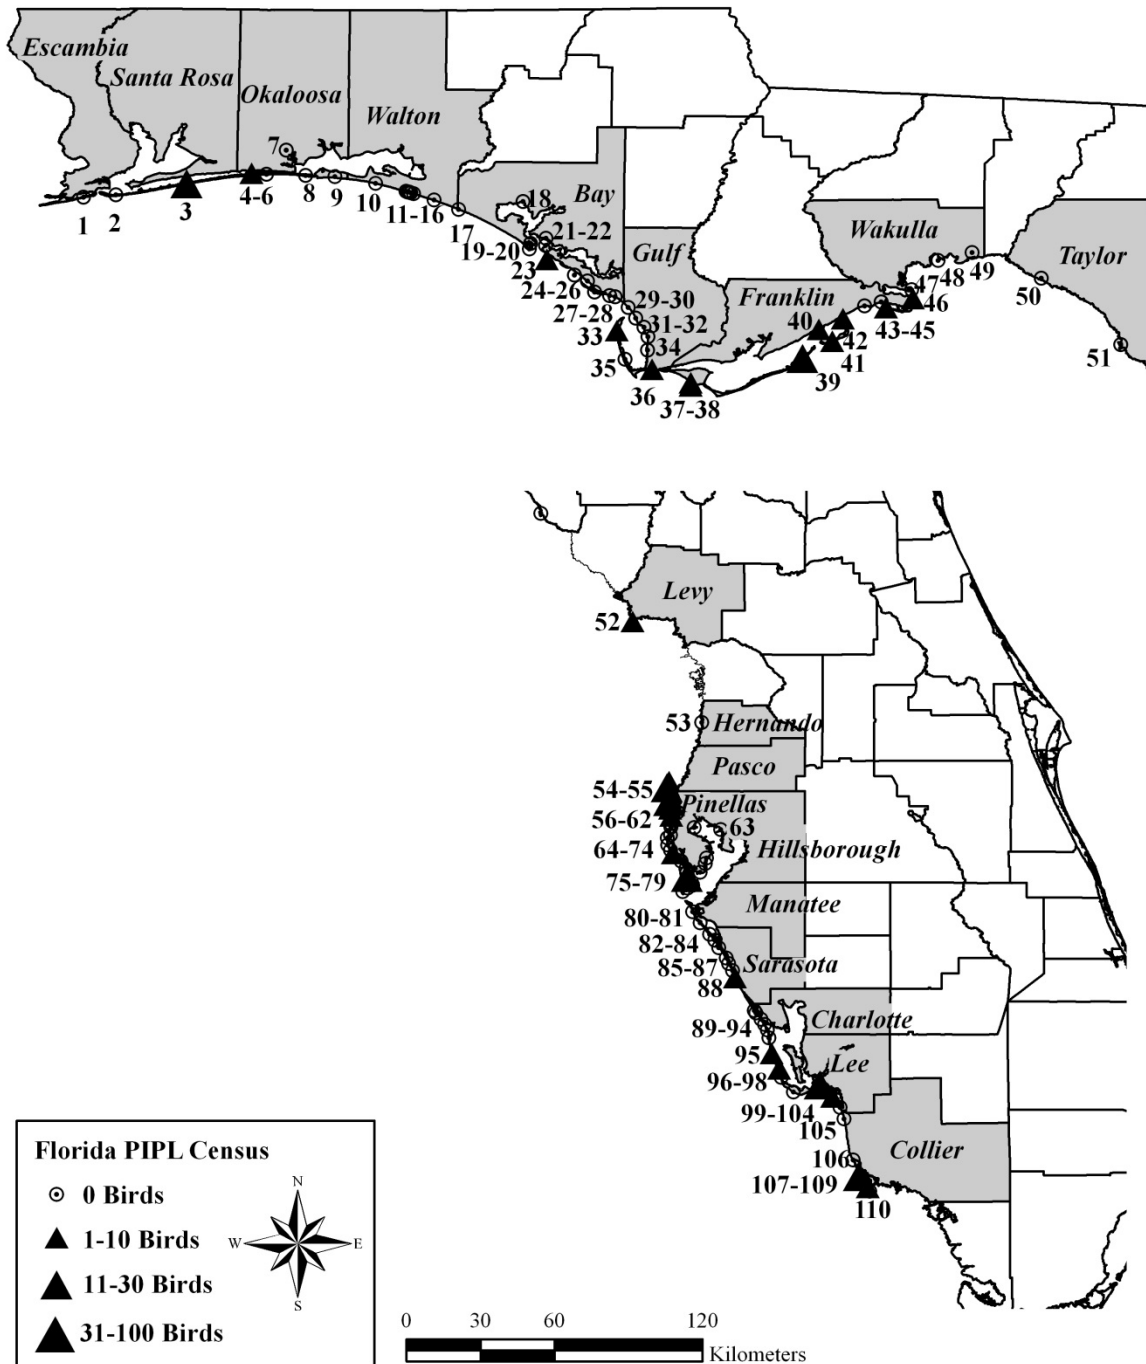 Escambia
Santa Rosa
Okaloosa
Walton
Bay
Gulf
Franklin
Wakulla
Taylor
1
2
3
4-6
7
8
9
10
11-16
17
18
19-20
21-22
23
24-26
27-28
29-30
31-32
33
34
35
36
37-38
39
40
41
42
43-45
46
47
48
49
50
51
Levy
52
53
Hernando
Pasco
54-55
Pinellas
56-62
63
64-74
Hillsborough
75-79
Manatee
80-81
82-84
85-87
Sarasota
88
89-94
Charlotte
95
Lee
96-98
99-104
105
Collier
106
107-109
110
Florida PIPL Census
0 Birds
1-10 Birds
11-30 Birds
31-100 Birds
N
W
E
S
0 30 60 120
Kilometers